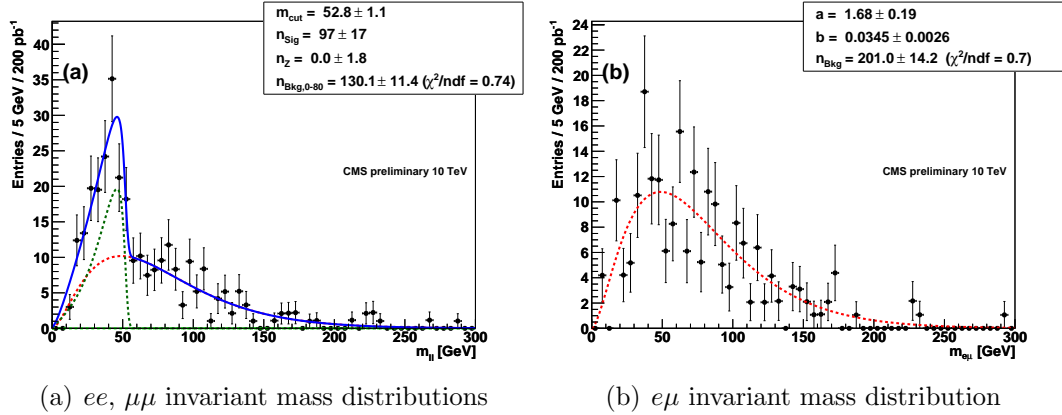 m_cut = 52.8 ± 1.1
n_Sig = 97 ± 17
n_Z = 0.0 ± 1.8
n_Bkg,0-80 = 130.1 ± 11.4 (χ²/ndf = 0.74)
(a)
CMS preliminary 10 TeV
Entries / 5 GeV / 200 pb⁻¹
40
35
30
25
20
15
10
5
0
0 50 100 150 200 250 300
m_ll [GeV]
(a) ee, μμ invariant mass distributions
a = 1.68 ± 0.19
b = 0.0345 ± 0.0026
n_Bkg = 201.0 ± 14.2 (χ²/ndf = 0.7)
(b)
CMS preliminary 10 TeV
Entries / 5 GeV / 200 pb⁻¹
24
22
20
18
16
14
12
10
8
6
4
2
0
0 50 100 150 200 250 300
m_eμ [GeV]
(b) eμ invariant mass distribution